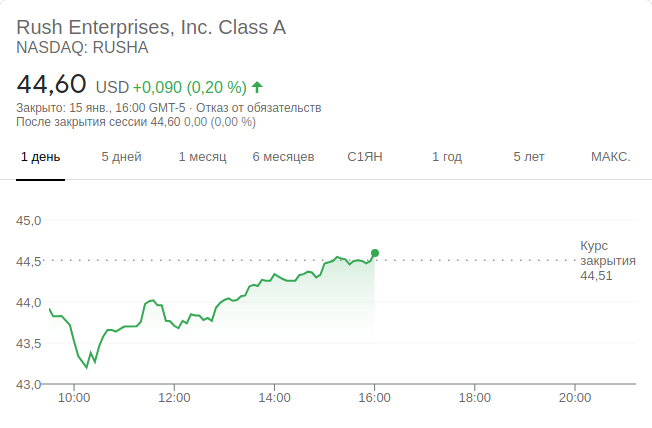 Rush Enterprises, Inc. Class A
NASDAQ: RUSHA
44,60 USD +0,090 (0,20 %)
Закрыто: 15 янв., 16:00 GMT-5 · Отказ от обязательств
После закрытия сессии 44,60 0,00 (0,00 %)
1 день 5 дней 1 месяц 6 месяцев С1ЯН 1 год 5 лет МАКС.
45,0
Курс
44,5 закрытия
44,51
44,0
43,5
43,0
10:00 12:00 14:00 16:00 18:00 20:00